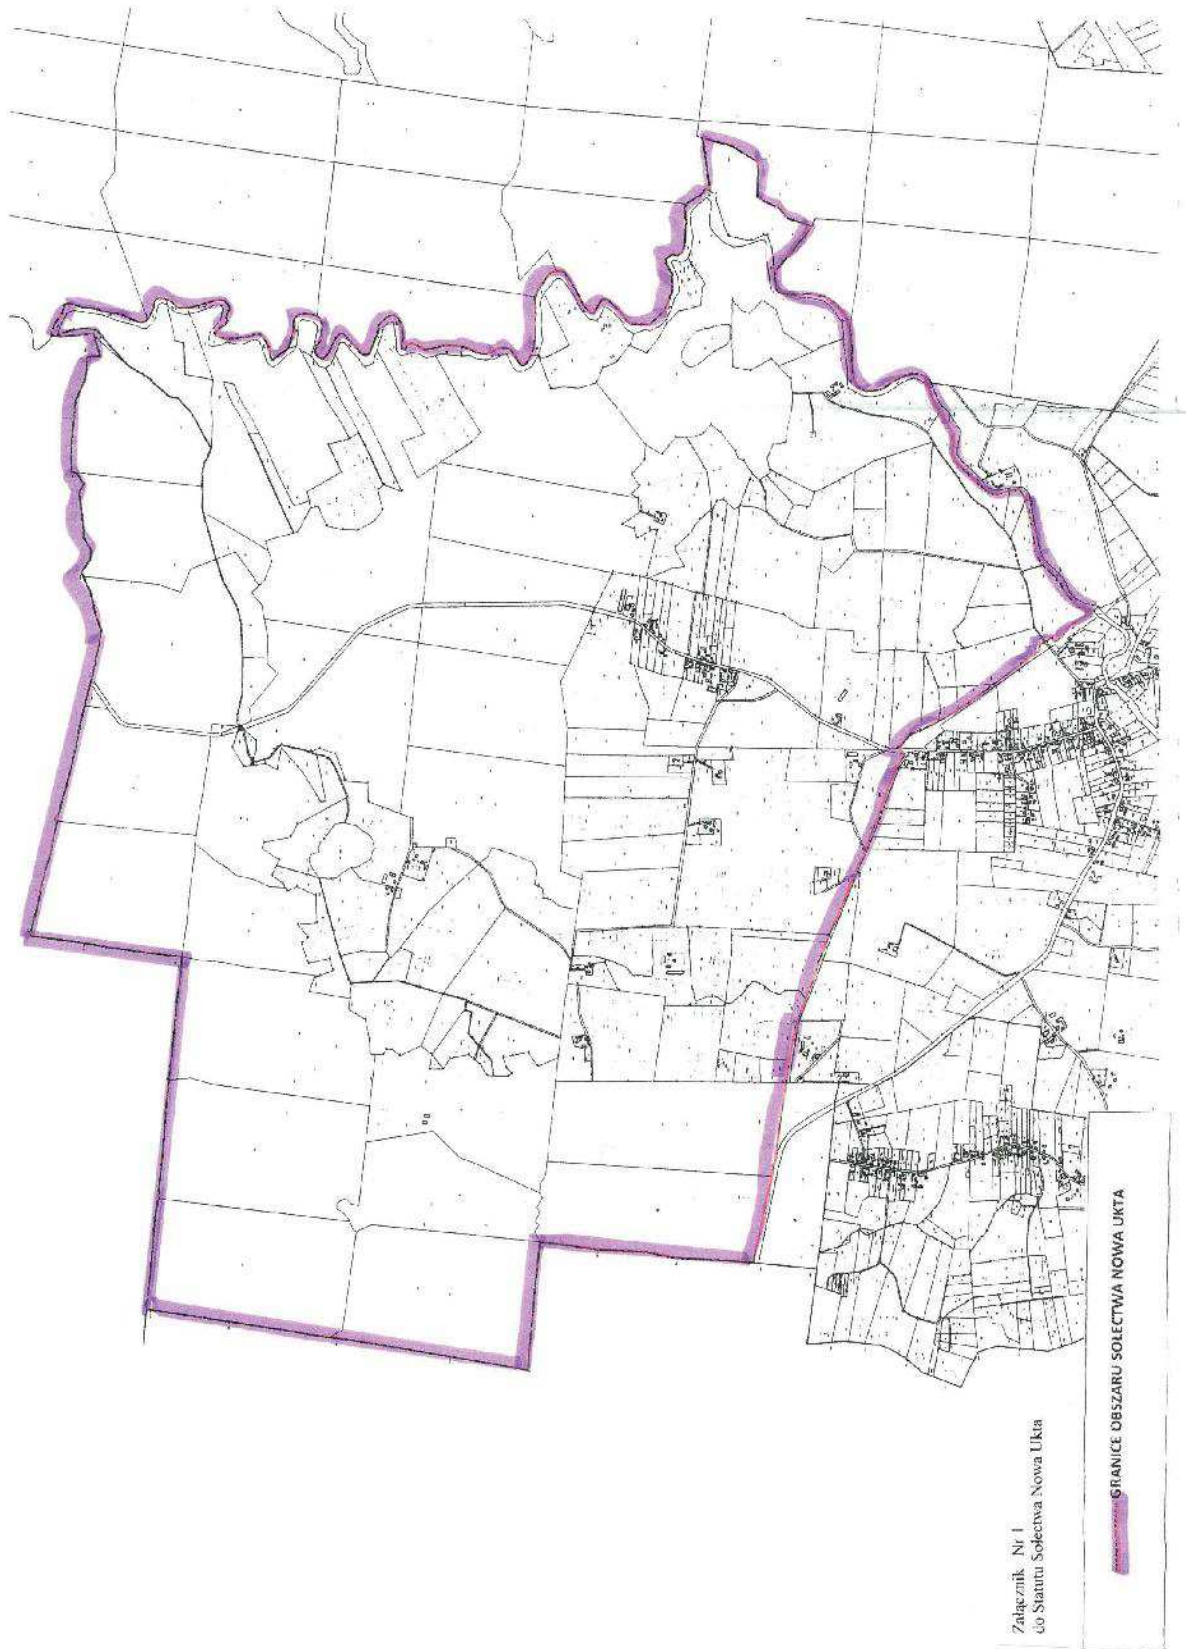 Załącznik Nr 1
do Statutu Sołectwa Nowa Ukta
GRANICE OBSZARU SOŁECTWA NOWA UKTA